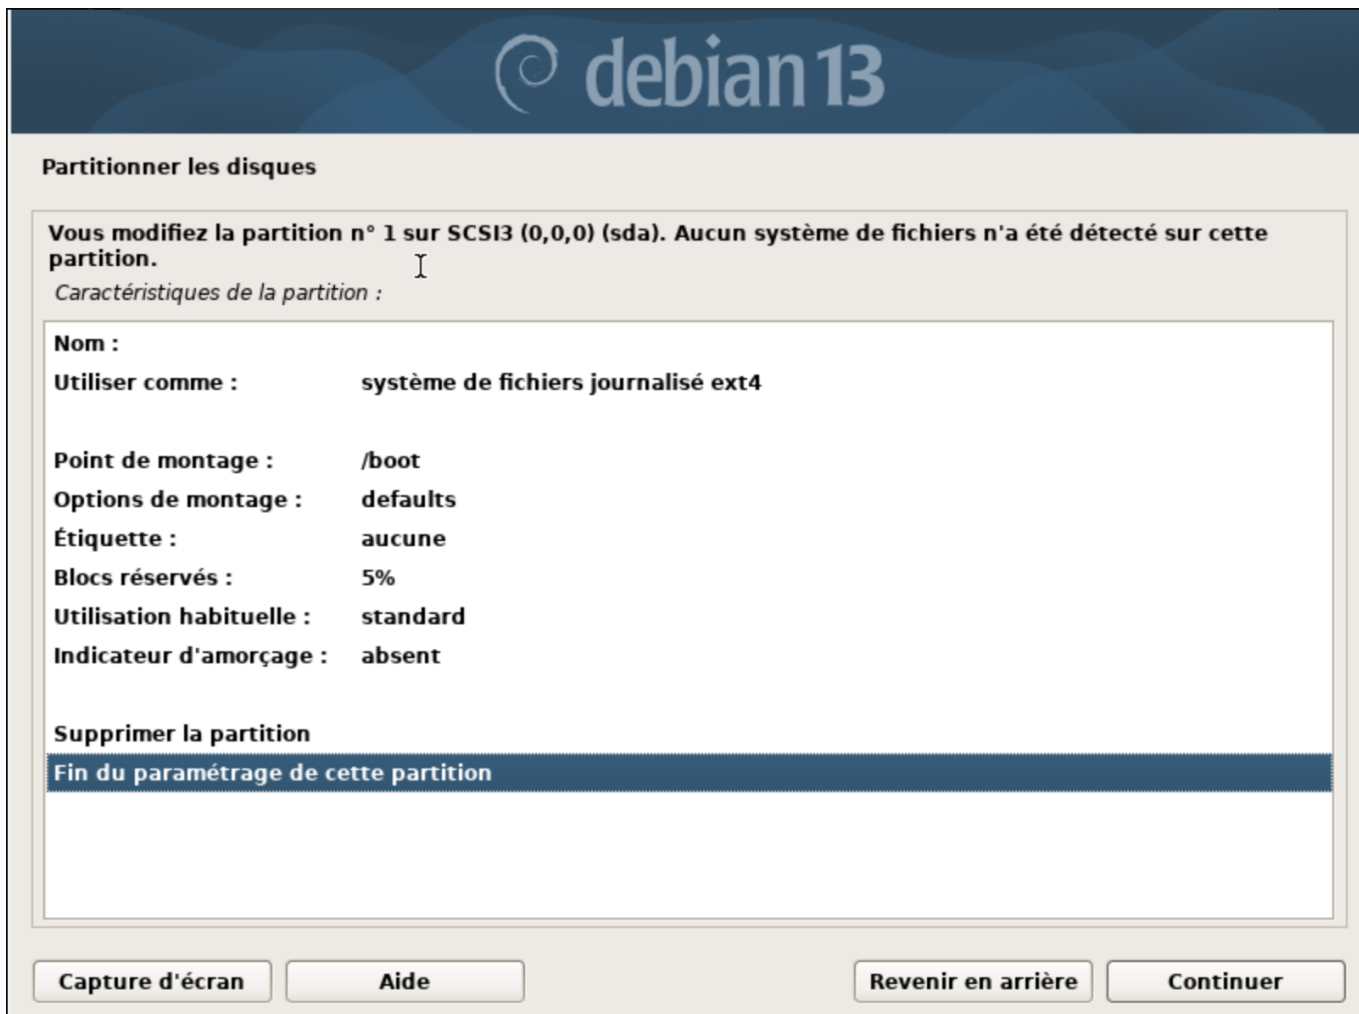 debian 13
Partitionner les disques
Vous modifiez la partition n° 1 sur SCSI3 (0,0,0) (sda). Aucun système de fichiers n'a été détecté sur cette
partition.
Caractéristiques de la partition :
Nom :
Utiliser comme : système de fichiers journalisé ext4
Point de montage : /boot
Options de montage : defaults
Étiquette : aucune
Blocs réservés : 5%
Utilisation habituelle : standard
Indicateur d'amorçage : absent
Supprimer la partition
Fin du paramétrage de cette partition
Capture d'écran Aide Revenir en arrière Continuer